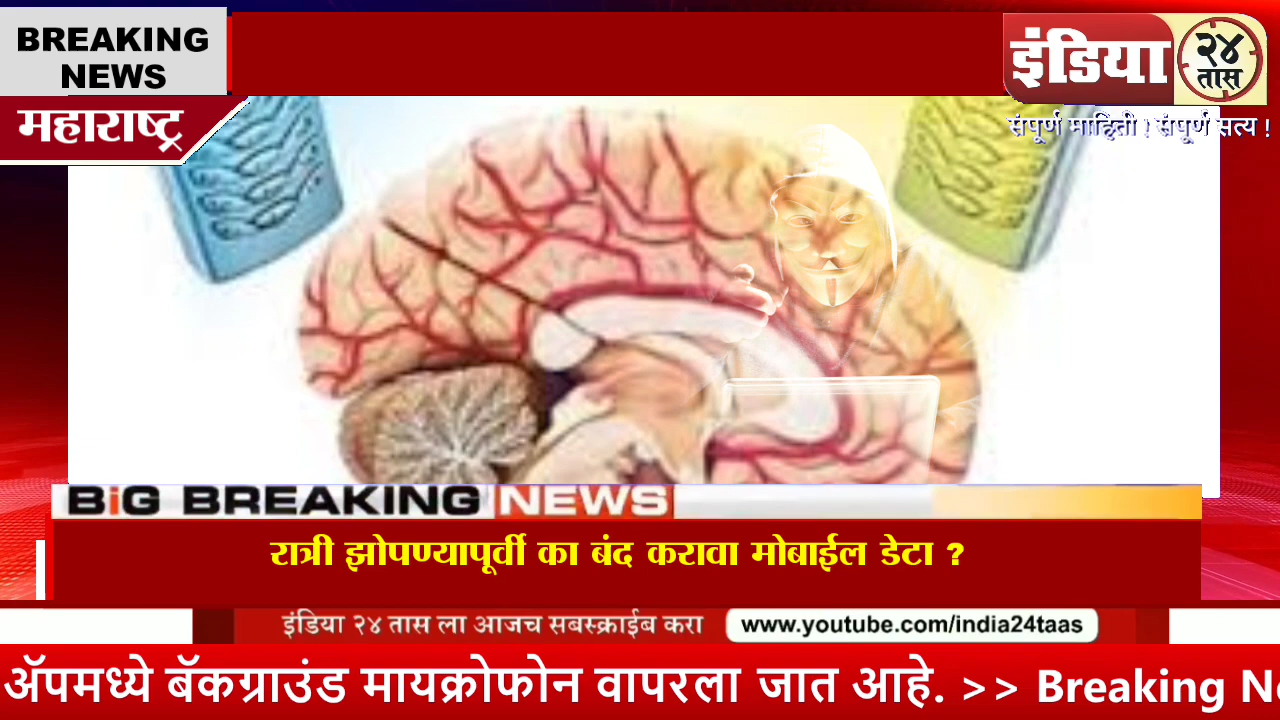 BREAKING
NEWS
महाराष्ट्र
इंडिया २४ तास
संपूर्ण माहिती ! संपूर्ण सत्य !
BiG BREAKING NEWS
रात्री झोपण्यापूर्वी का बंद करावा मोबाईल डेटा ?
इंडिया २४ तास ला आजच सबस्क्राईब करा www.youtube.com/india24taas
ॲपमध्ये बॅकग्राउंड मायक्रोफोन वापरला जात आहे. >> Breaking Ne